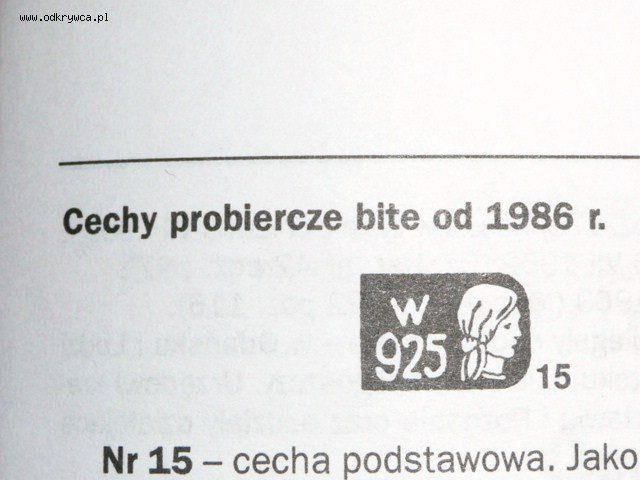 www.odkrywca.pl
Cechy probiercze bite od 1986 r.
W
925
15
Nr 15 – cecha podstawowa. Jako